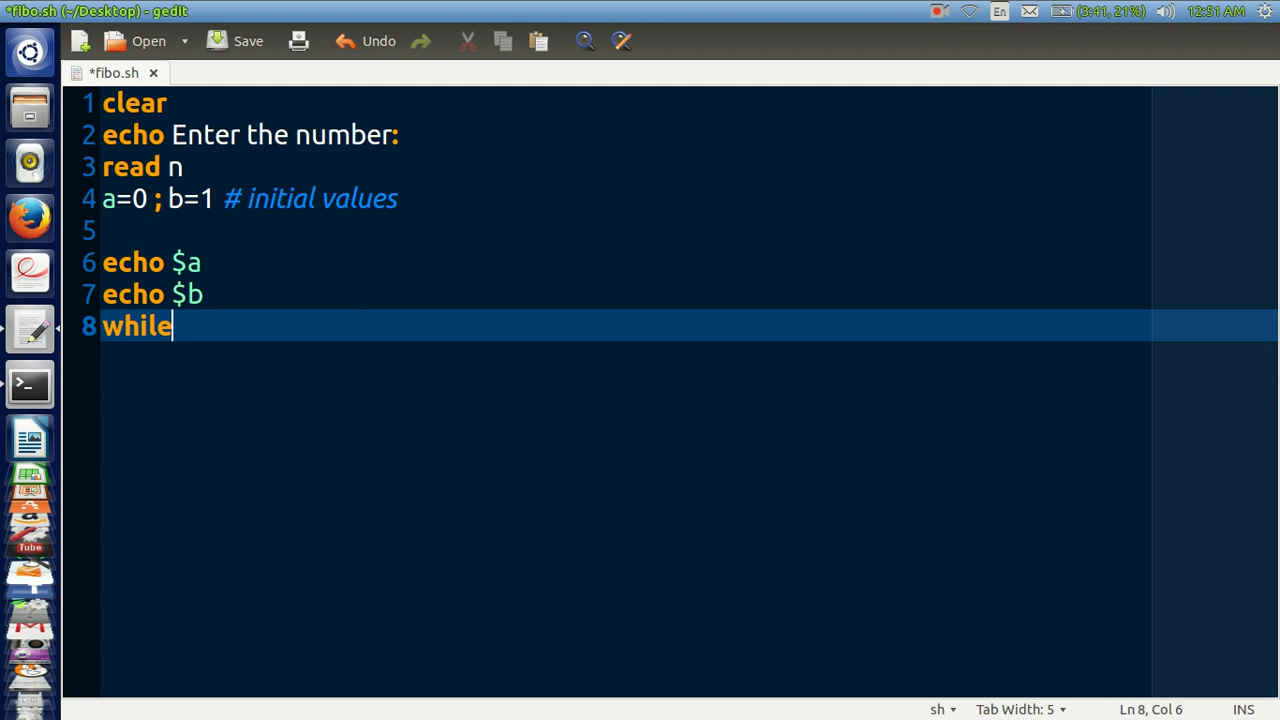 *fibo.sh (~/Desktop) - gedit
En
(3:41, 21%)
12:51 AM
Open
Save
Undo
*fibo.sh
1 clear
2 echo Enter the number:
3 read n
4 a=0 ; b=1 # initial values
5
6 echo $a
7 echo $b
8 while
Tube
sh
Tab Width: 5
Ln 8, Col 6
INS